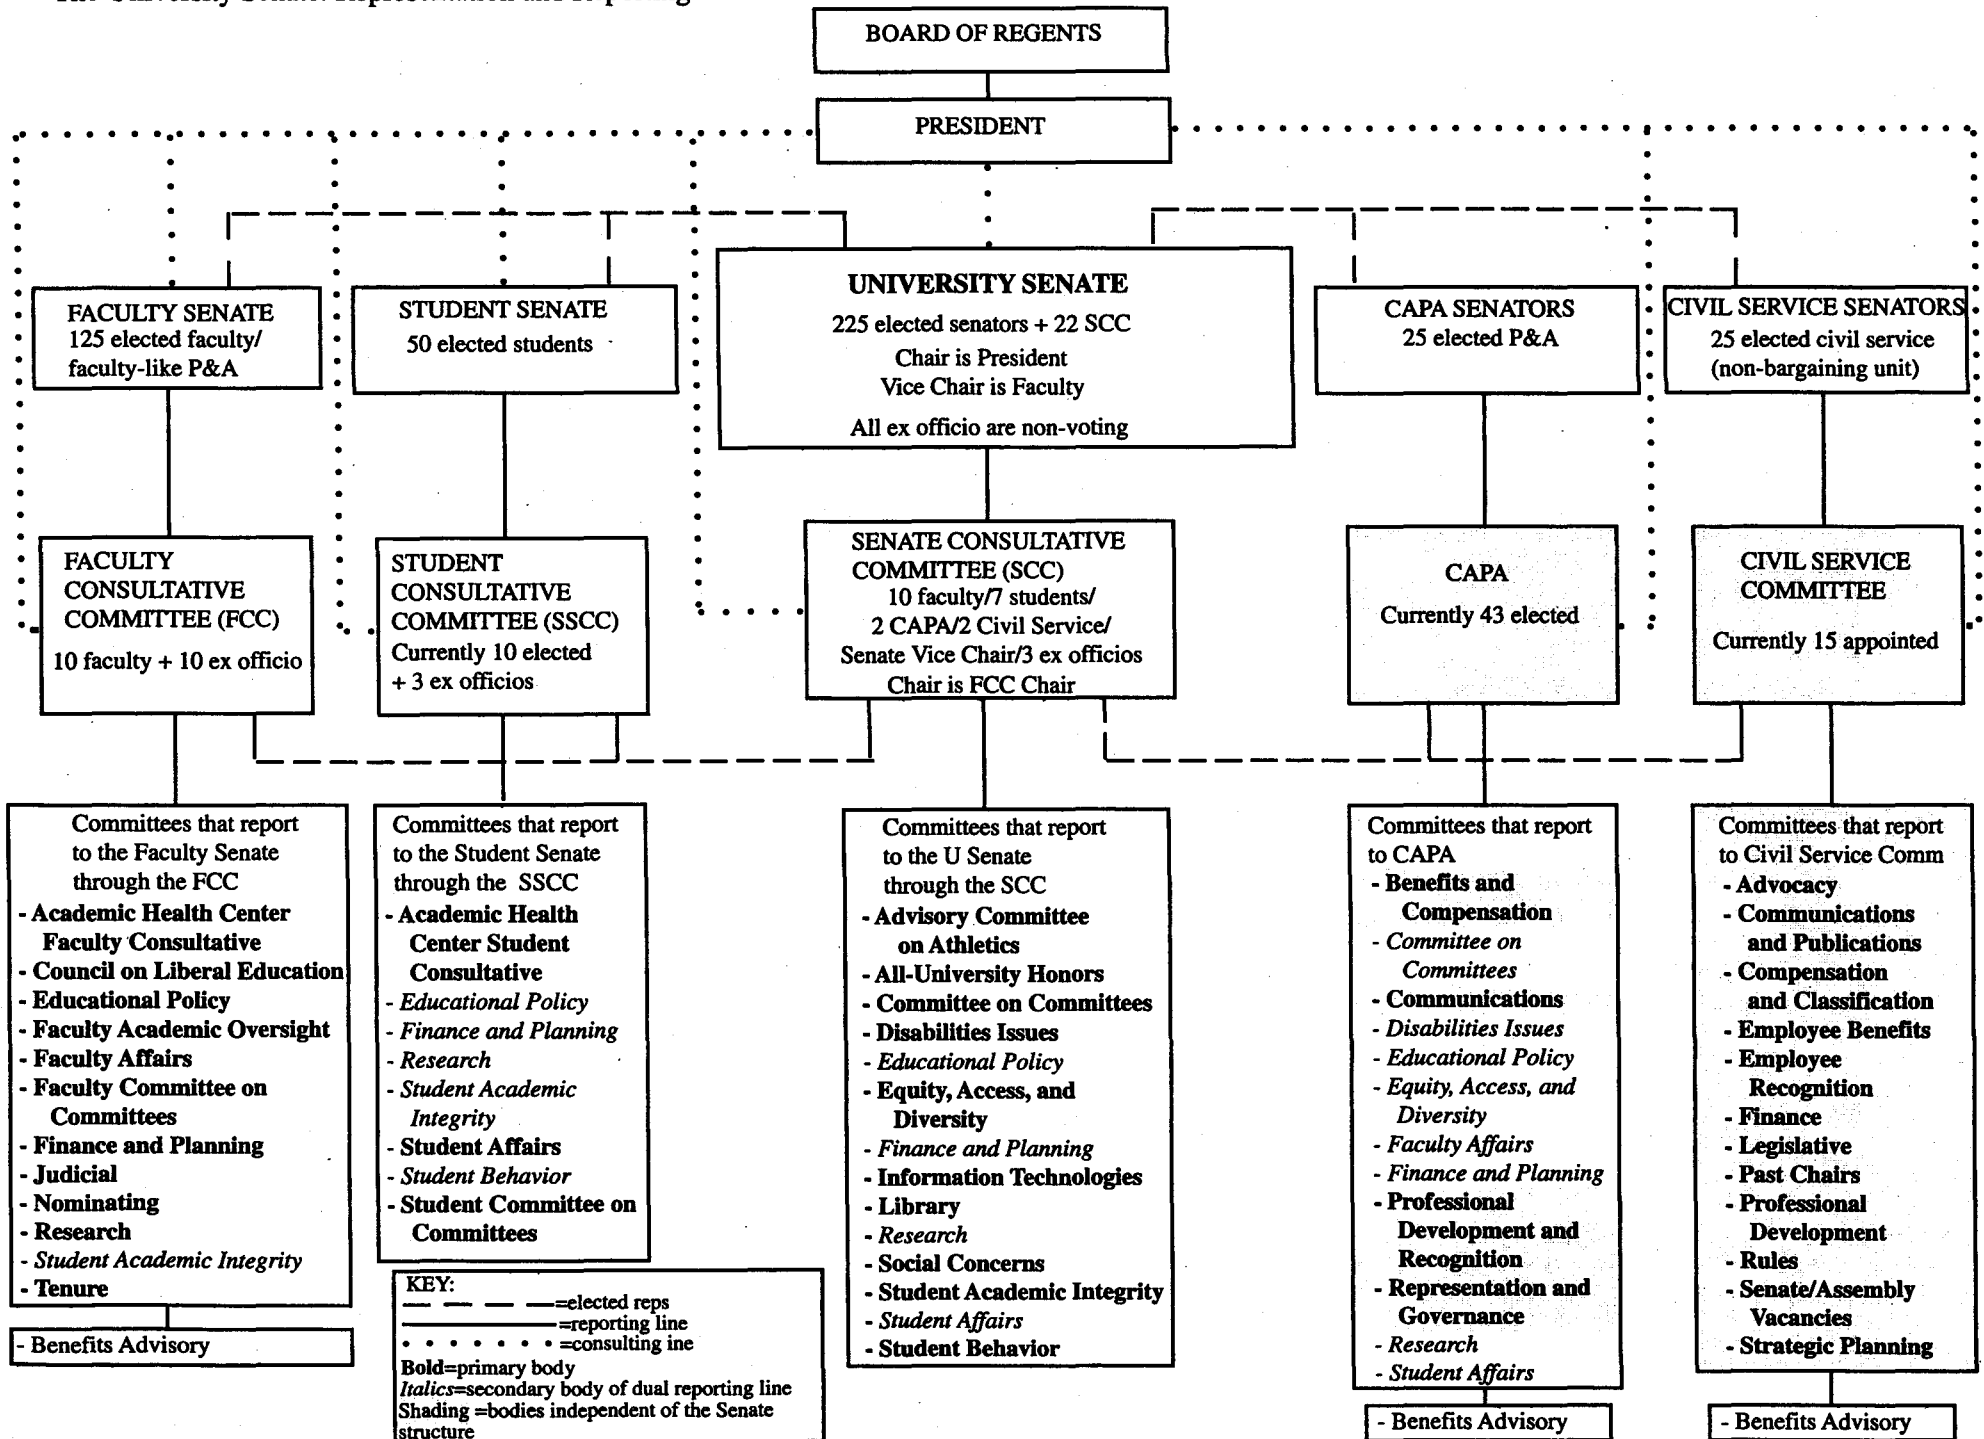 BOARD OF REGENTS
PRESIDENT
FACULTY SENATE
125 elected faculty/
faculty-like P&A
STUDENT SENATE
50 elected students
UNIVERSITY SENATE
225 elected senators + 22 SCC
Chair is President
Vice Chair is Faculty
All ex officio are non-voting
CAPA SENATORS
25 elected P&A
CIVIL SERVICE SENATORS
25 elected civil service
(non-bargaining unit)
FACULTY
CONSULTATIVE
COMMITTEE (FCC)
10 faculty + 10 ex officio
STUDENT
CONSULTATIVE
COMMITTEE (SSCC)
Currently 10 elected
+ 3 ex officios
SENATE CONSULTATIVE
COMMITTEE (SCC)
10 faculty/7 students/
2 CAPA/2 Civil Service/
Senate Vice Chair/3 ex officios
Chair is FCC Chair
CAPA
Currently 43 elected
CIVIL SERVICE
COMMITTEE
Currently 15 appointed
Committees that report
to the Faculty Senate
through the FCC
- Academic Health Center
Faculty Consultative
- Council on Liberal Education
- Educational Policy
- Faculty Academic Oversight
- Faculty Affairs
- Faculty Committee on
Committees
- Finance and Planning
- Judicial
- Nominating
- Research
- Student Academic Integrity
- Tenure
- Benefits Advisory
Committees that report
to the Student Senate
through the SSCC
- Academic Health
Center Student
Consultative
- Educational Policy
- Finance and Planning
- Research
- Student Academic
Integrity
- Student Affairs
- Student Behavior
- Student Committee on
Committees
KEY:
=elected reps
=reporting line
=consulting ine
Bold=primary body
Italics=secondary body of dual reporting line
Shading =bodies independent of the Senate
structure
Committees that report
to the U Senate
through the SCC
- Advisory Committee
on Athletics
- All-University Honors
- Committee on Committees
- Disabilities Issues
- Educational Policy
- Equity, Access, and
Diversity
- Finance and Planning
- Information Technologies
- Library
- Research
- Social Concerns
- Student Academic Integrity
- Student Affairs
- Student Behavior
Committees that report
to CAPA
- Benefits and
Compensation
- Committee on
Committees
- Communications
- Disabilities Issues
- Educational Policy
- Equity, Access, and
Diversity
- Faculty Affairs
- Finance and Planning
- Professional
Development and
Recognition
- Representation and
Governance
- Research
- Student Affairs
- Benefits Advisory
Committees that report
to Civil Service Comm
- Advocacy
- Communications
and Publications
- Compensation
and Classification
- Employee Benefits
- Employee
Recognition
- Finance
- Legislative
- Past Chairs
- Professional
Development
- Rules
- Senate/Assembly
Vacancies
- Strategic Planning
- Benefits Advisory